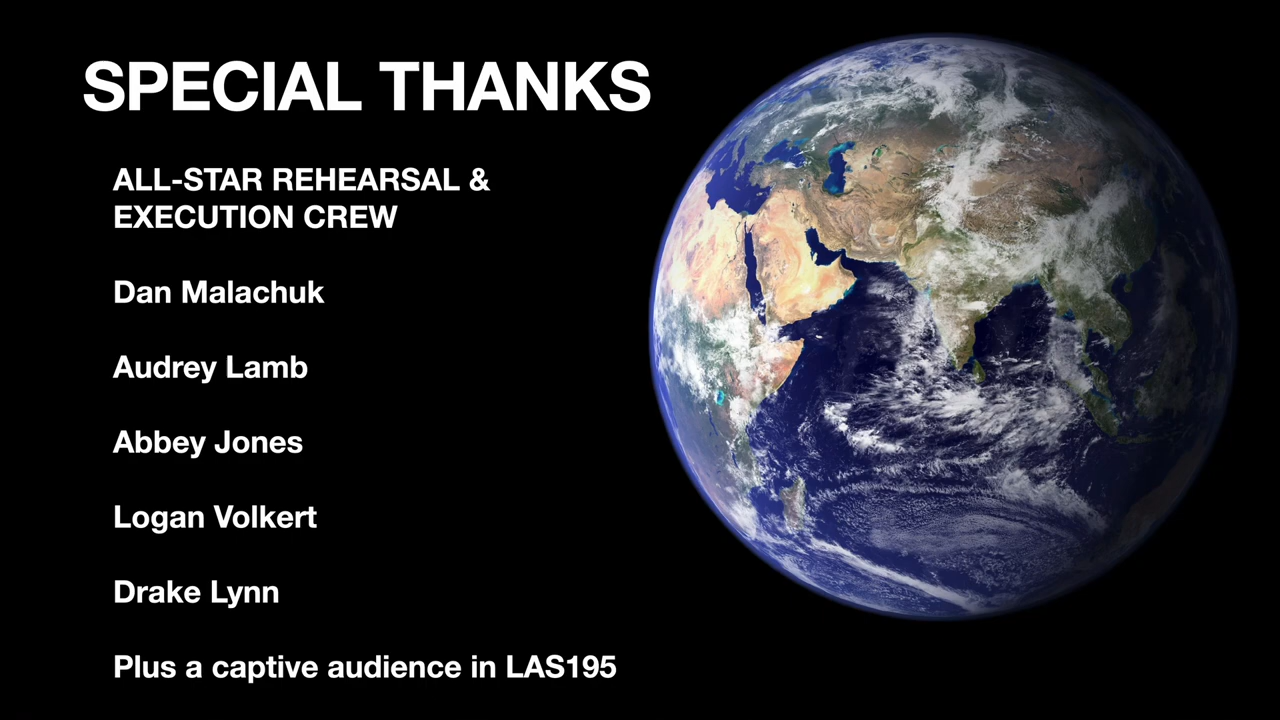 SPECIAL THANKS
ALL-STAR REHEARSAL &
EXECUTION CREW
Dan Malachuk
Audrey Lamb
Abbey Jones
Logan Volkert
Drake Lynn
Plus a captive audience in LAS195